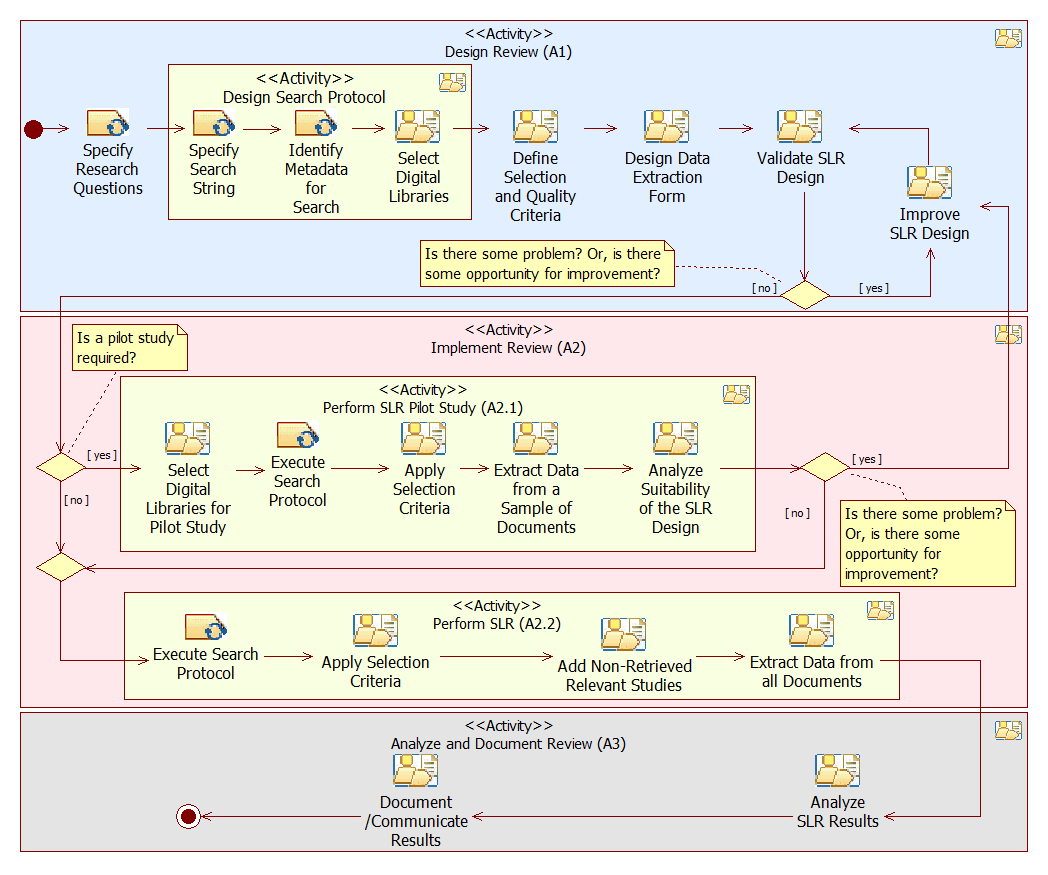 <<Activity>>
Design Review (A1)
<<Activity>>
Design Search Protocol
Specify
Research
Questions
Specify
Search
String
Identify
Metadata
for
Search
Select
Digital
Libraries
Define
Selection
and Quality
Criteria
Design Data
Extraction
Form
Validate SLR
Design
Improve
SLR Design
Is there some problem? Or, is there
some opportunity for improvement?
[ no ]
[ yes ]
<<Activity>>
Implement Review (A2)
Is a pilot study
required?
<<Activity>>
Perform SLR Pilot Study (A2.1)
[ yes ]
[ no ]
Select
Digital
Libraries for
Pilot Study
Execute
Search
Protocol
Apply
Selection
Criteria
Extract Data
from a
Sample of
Documents
Analyze
Suitability
of the SLR
Design
[ yes ]
[ no ]
Is there some problem?
Or, is there some
opportunity for
improvement?
<<Activity>>
Perform SLR (A2.2)
Execute Search
Protocol
Apply Selection
Criteria
Add Non-Retrieved
Relevant Studies
Extract Data from
all Documents
<<Activity>>
Analyze and Document Review (A3)
Document
/Communicate
Results
Analyze
SLR Results